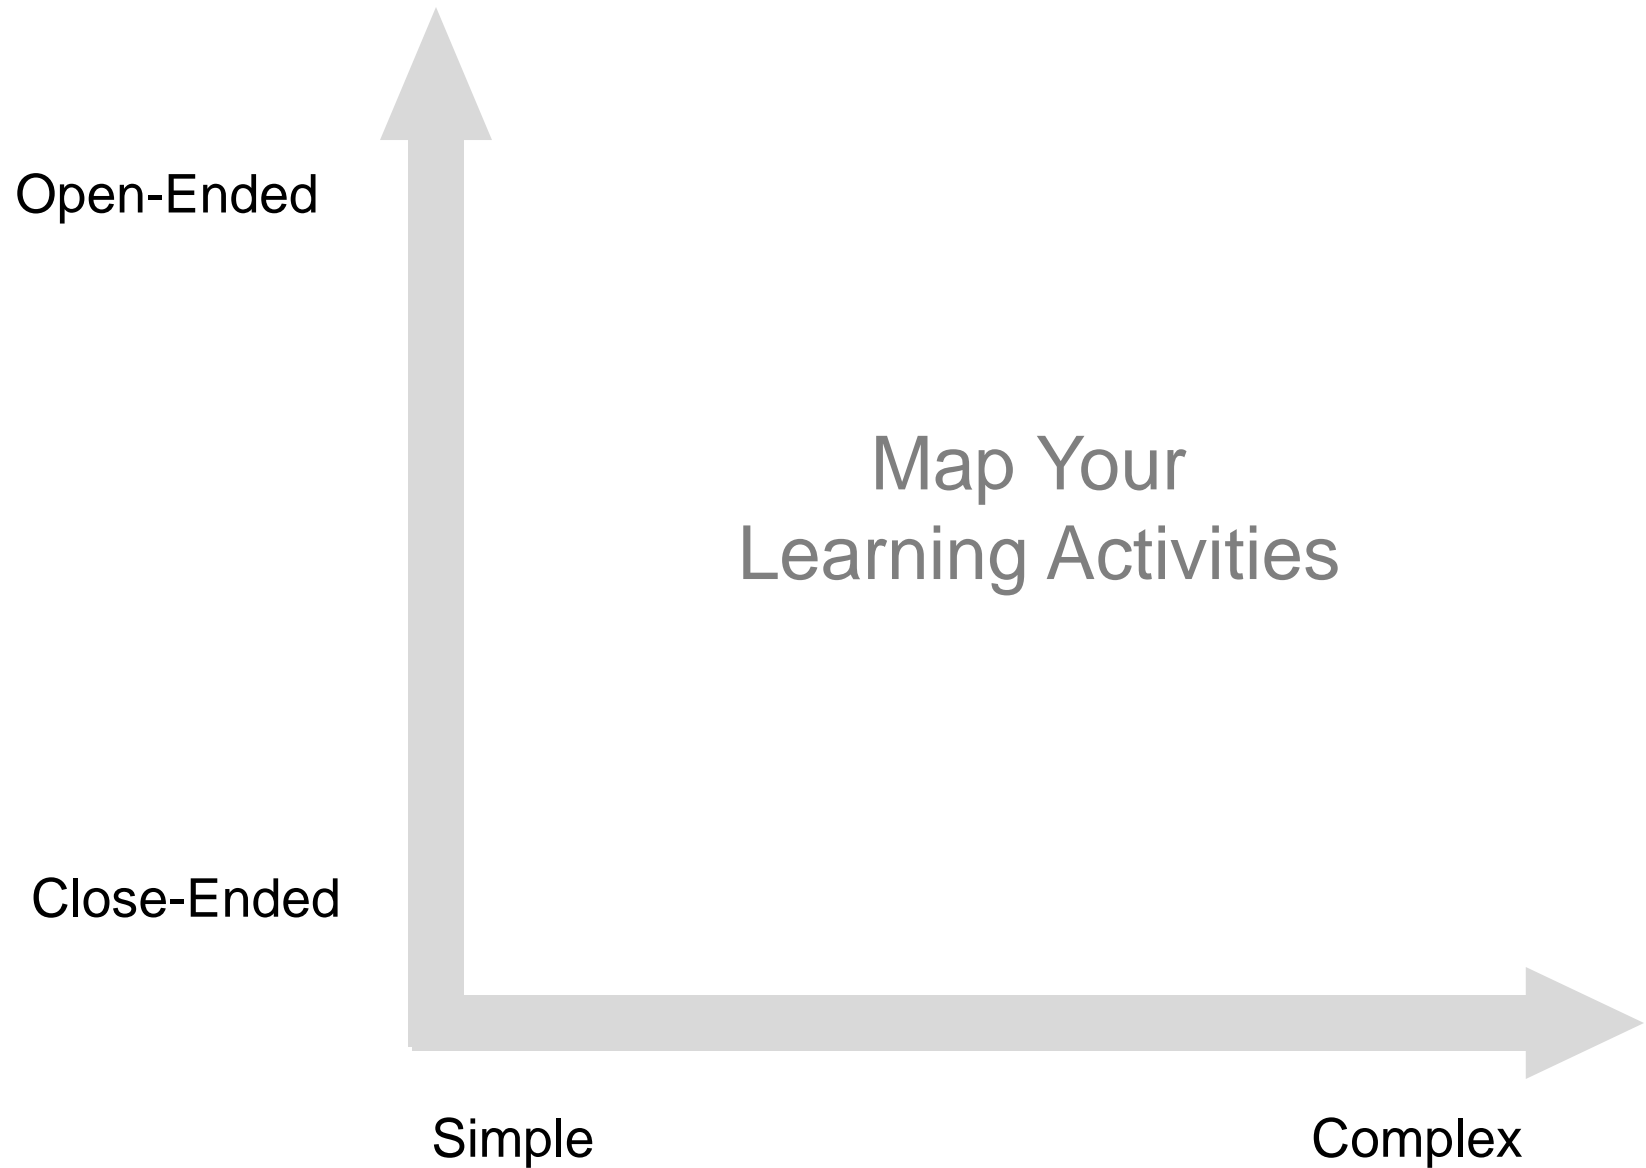 Open-Ended
Map Your
Learning Activities
Close-Ended
Simple
Complex